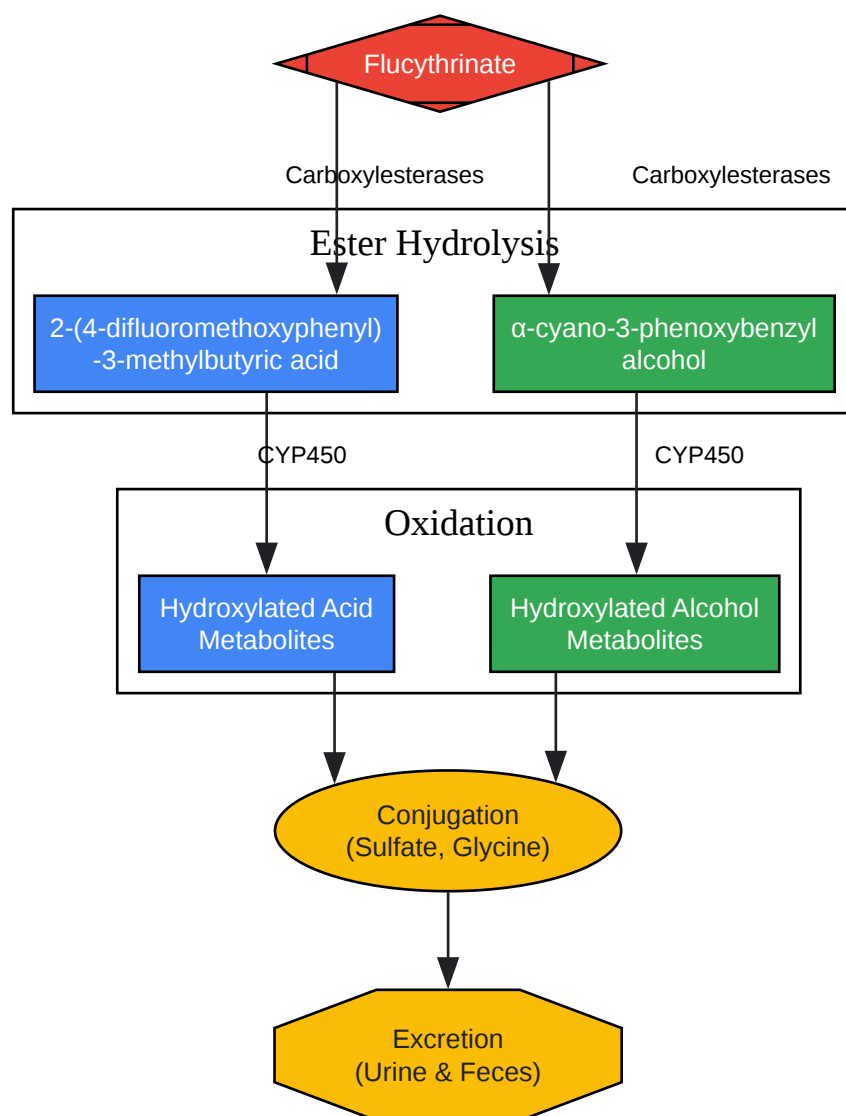 Flucythrinate
Carboxylesterases
Carboxylesterases
Ester Hydrolysis
2-(4-difluoromethoxyphenyl)
-3-methylbutyric acid
α-cyano-3-phenoxybenzyl
alcohol
CYP450
CYP450
Oxidation
Hydroxylated Acid
Metabolites
Hydroxylated Alcohol
Metabolites
Conjugation
(Sulfate, Glycine)
Excretion
(Urine & Feces)